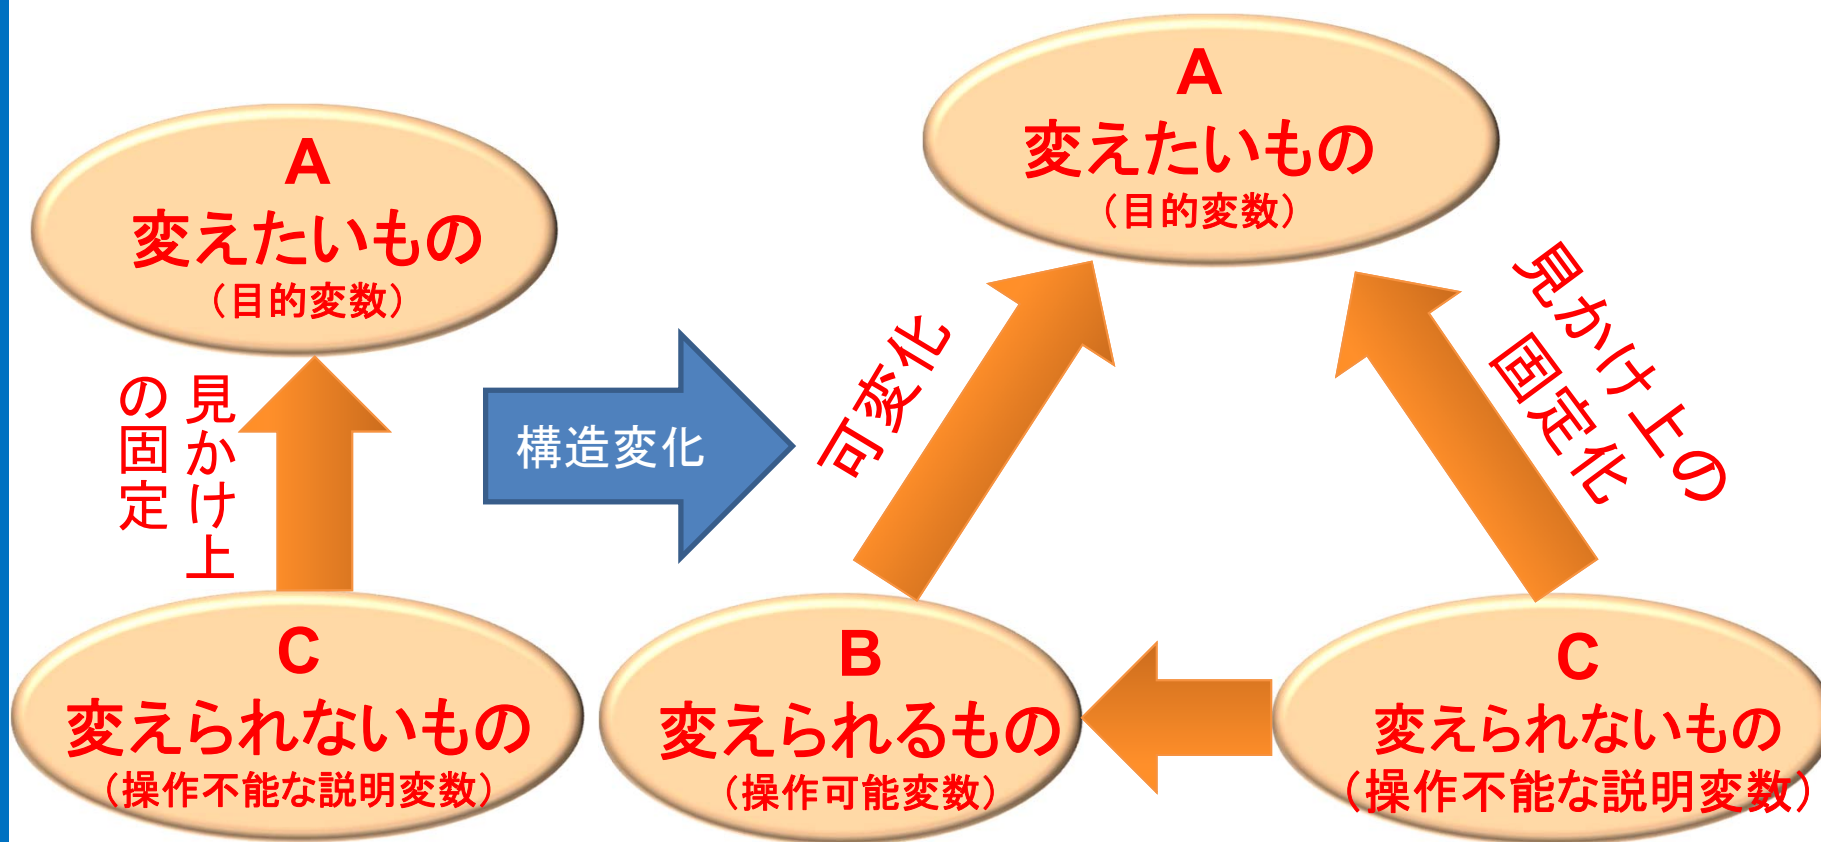 A
変えたいもの
（目的変数）
見かけ上
の固定
C
変えられないもの
（操作不能な説明変数）
構造変化
A
変えたいもの
（目的変数）
可変化
見かけ上の
固定化
B
変えられるもの
（操作可能変数）
C
変えられないもの
（操作不能な説明変数）